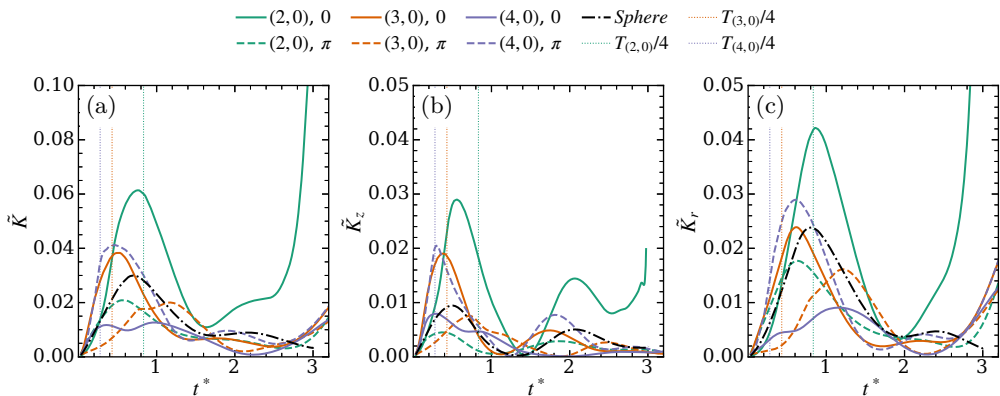 (2, 0), 0 (3, 0), 0 (4, 0), 0 Sphere T(3,0)/4
(2, 0), π (3, 0), π (4, 0), π T(2,0)/4 T(4,0)/4
(a) (b) (c)
0.10 0.05 0.05
0.08 0.04 0.04
0.06 0.03 0.03
0.04 0.02 0.02
0.02 0.01 0.01
0.00 0.00 0.00
K̃ K̃z K̃r
1 2 3 1 2 3 1 2 3
t* t* t*